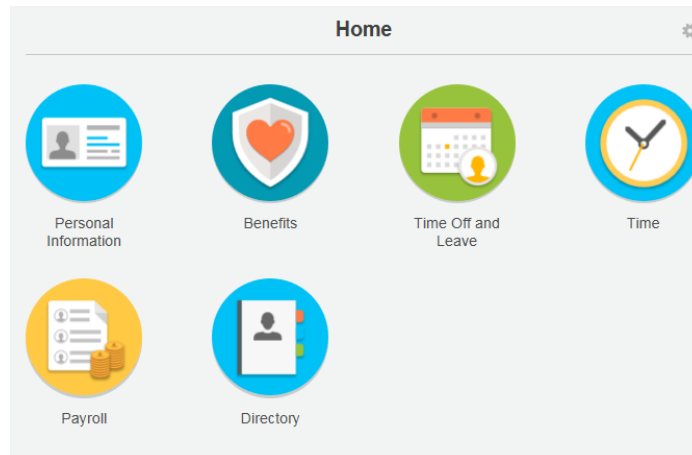 Home
Personal
Information
Benefits
Time Off and
Leave
Time
Payroll
Directory